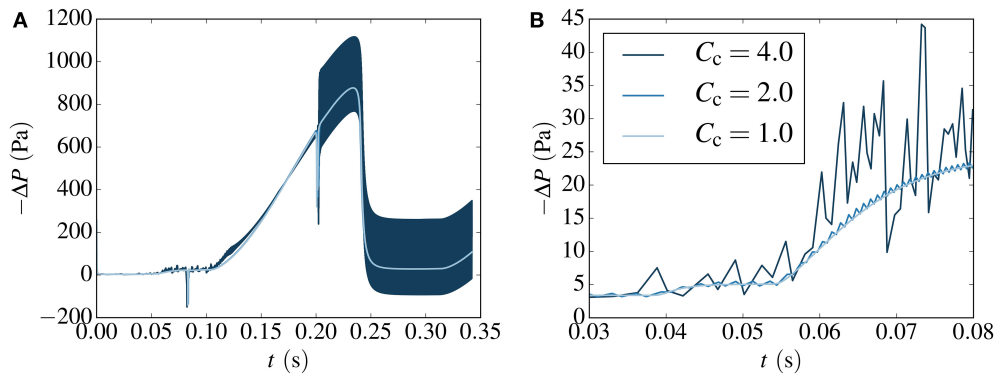 A
1200
1000
800
600
400
200
0
−200
0.00 0.05 0.10 0.15 0.20 0.25 0.30 0.35
t (s)
−ΔP (Pa)
B
45
40
35
30
25
20
15
10
5
0
0.03 0.04 0.05 0.06 0.07 0.08
t (s)
−ΔP (Pa)
Cc = 4.0
Cc = 2.0
Cc = 1.0